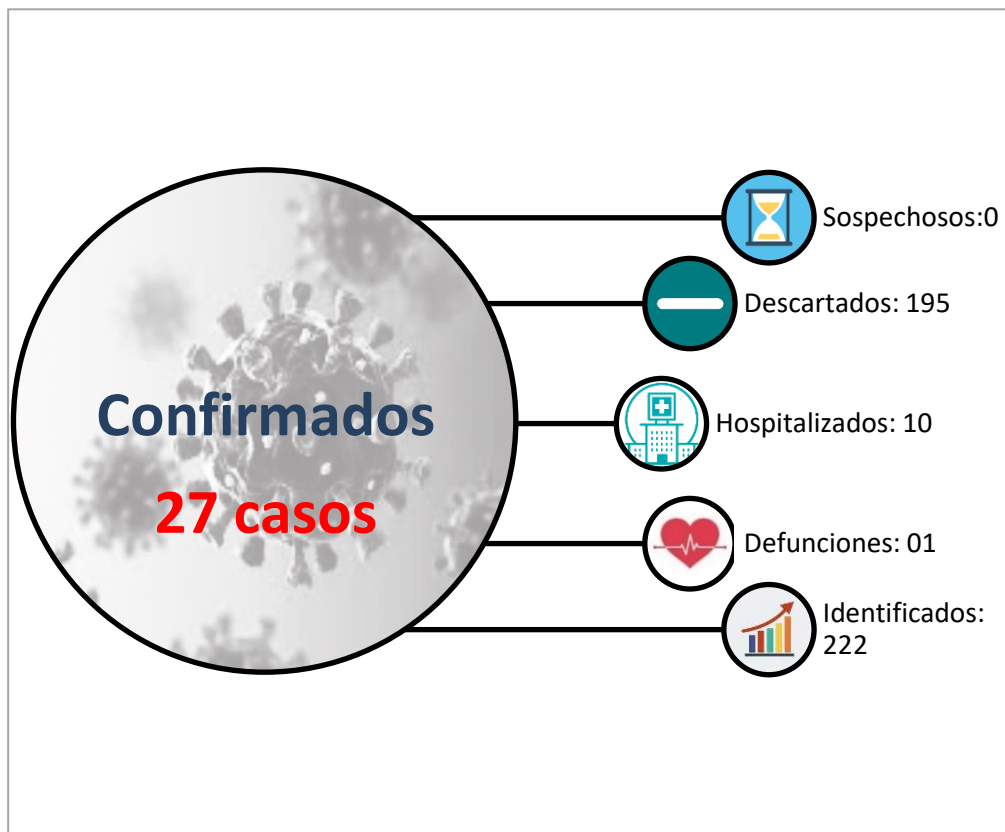 Confirmados
27 casos
Sospechosos:0
Descartados: 195
Hospitalizados: 10
Defunciones: 01
Identificados:
222